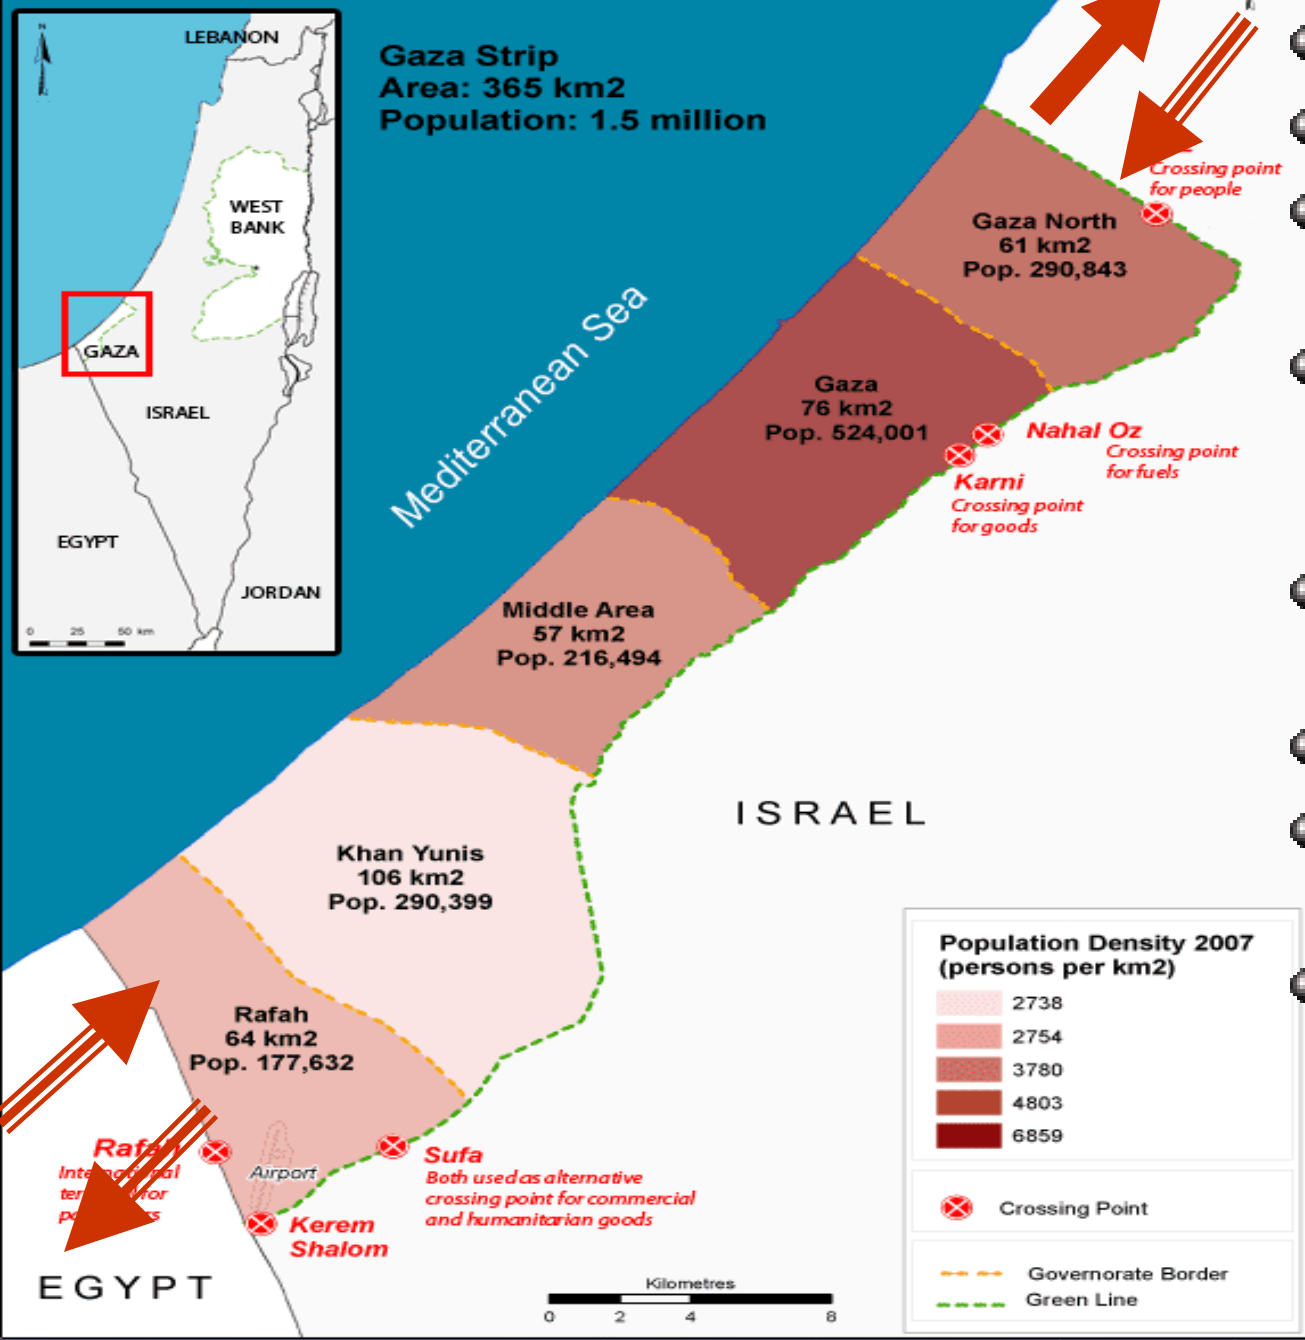 N
LEBANON
WEST
BANK
GAZA
ISRAEL
EGYPT
JORDAN
0 25 50 km
Gaza Strip
Area: 365 km2
Population: 1.5 million
Mediterranean Sea
Crossing point
for people
Gaza North
61 km2
Pop. 290,843
Gaza
76 km2
Pop. 524,001
Nahal Oz
Crossing point
for fuels
Karni
Crossing point
for goods
Middle Area
57 km2
Pop. 216,494
ISRAEL
Khan Yunis
106 km2
Pop. 290,399
Rafah
64 km2
Pop. 177,632
Rafah
for
Airport
Sufa
Both used as alternative
crossing point for commercial
and humanitarian goods
Kerem
Shalom
EGYPT
Kilometres
0 2 4 8
Population Density 2007
(persons per km2)
2738
2754
3780
4803
6859
Crossing Point
Governorate Border
Green Line